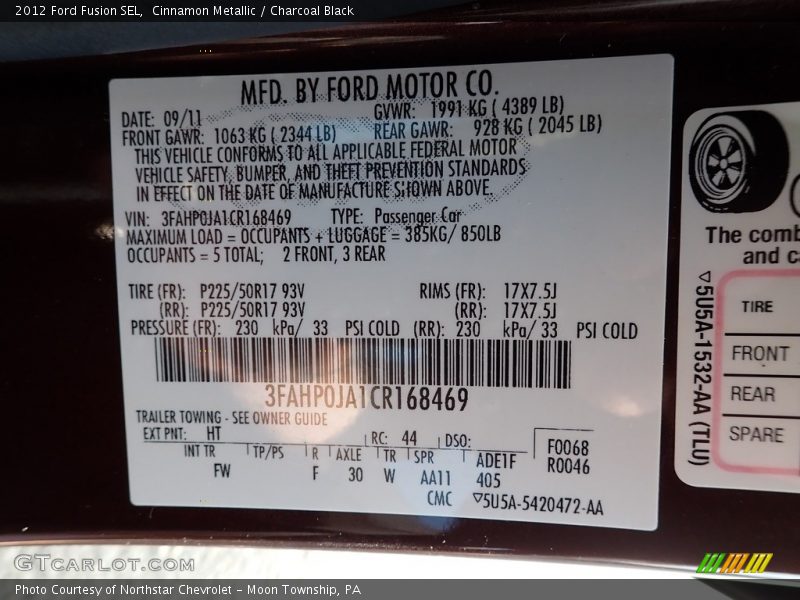 2012 Ford Fusion SEL,  Cinnamon Metallic / Charcoal Black
MFD. BY FORD MOTOR CO.
DATE: 09/11 GVWR: 1991 KG ( 4389 LB)
FRONT GAWR: 1063 KG ( 2344 LB) REAR GAWR: 928 KG ( 2045 LB)
THIS VEHICLE CONFORMS TO ALL APPLICABLE FEDERAL MOTOR
VEHICLE SAFETY, BUMPER, AND THEFT PREVENTION STANDARDS
IN EFFECT ON THE DATE OF MANUFACTURE SHOWN ABOVE.
VIN: 3FAHP0JA1CR168469 TYPE: Passenger Car
MAXIMUM LOAD = OCCUPANTS + LUGGAGE = 385KG/ 850LB
OCCUPANTS = 5 TOTAL; 2 FRONT, 3 REAR
TIRE (FR): P225/50R17 93V RIMS (FR): 17X7.5J
(RR): P225/50R17 93V (RR): 17X7.5J
PRESSURE (FR): 230 kPa/ 33 PSI COLD (RR): 230 kPa/ 33 PSI COLD
3FAHP0JA1CR168469
TRAILER TOWING - SEE OWNER GUIDE
EXT PNT: HT RC: 44 DSO:
F0068
R0046
INT TR TP/PS R AXLE TR SPR ADE1F
FW F 30 W AA11 405
CMC ▽5U5A-5420472-AA
The comb
and ca
▽5U5A-1532-AA (TLU)
TIRE
FRONT
REAR
SPARE
GTCARLOT.COM
Photo Courtesy of Northstar Chevrolet - Moon Township, PA